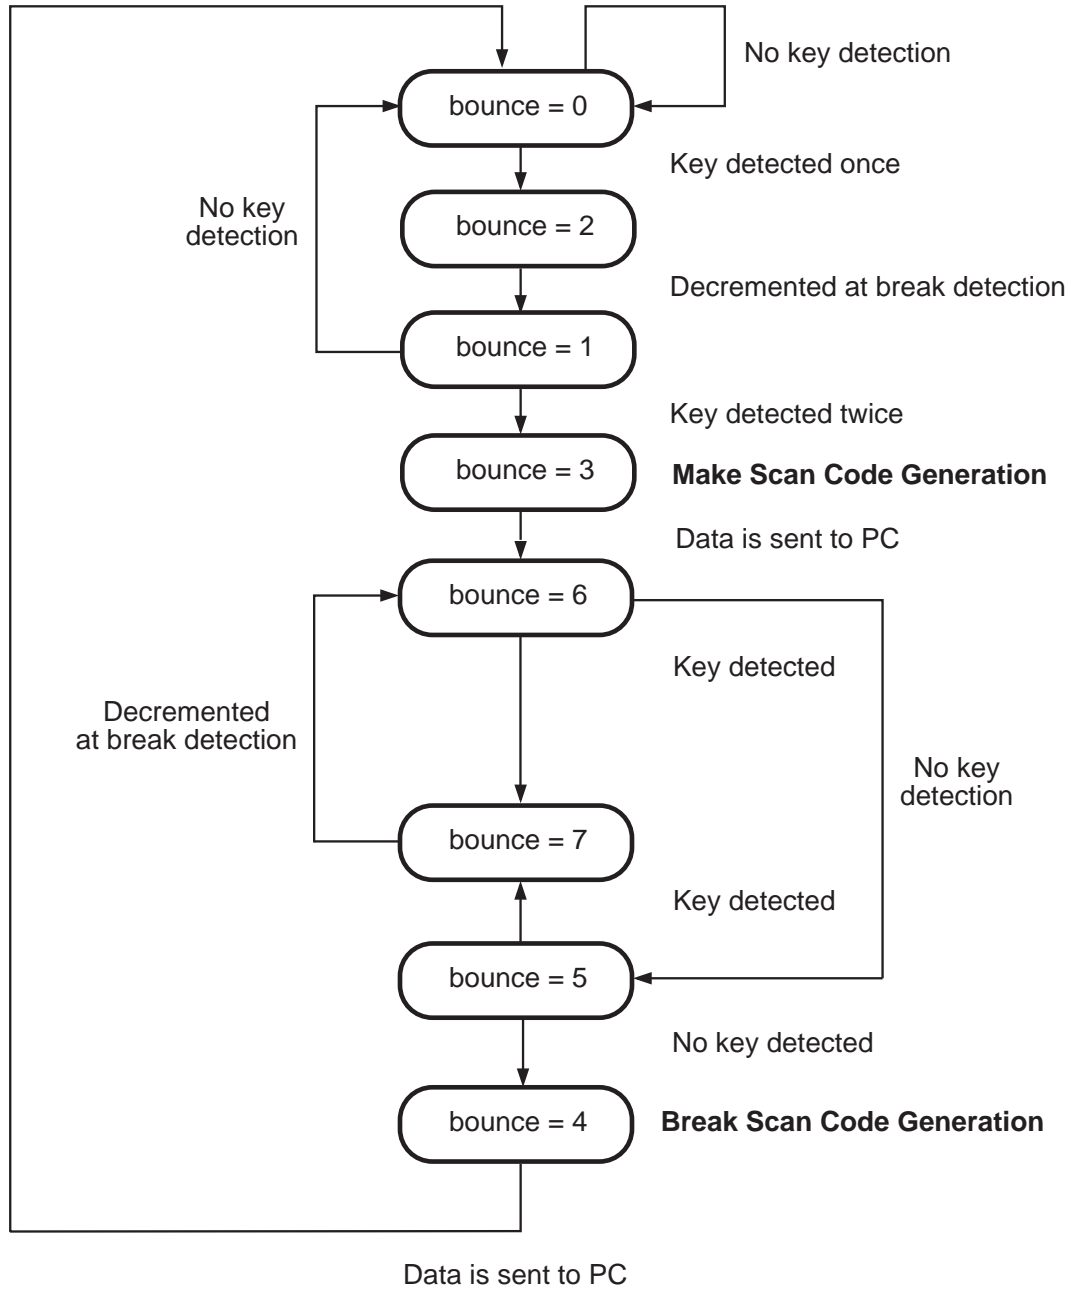 No key detection
bounce = 0
Key detected once
No key
detection
bounce = 2
Decremented at break detection
bounce = 1
Key detected twice
bounce = 3
Make Scan Code Generation
Data is sent to PC
bounce = 6
Key detected
Decremented
at break detection
No key
detection
bounce = 7
Key detected
bounce = 5
No key detected
bounce = 4
Break Scan Code Generation
Data is sent to PC